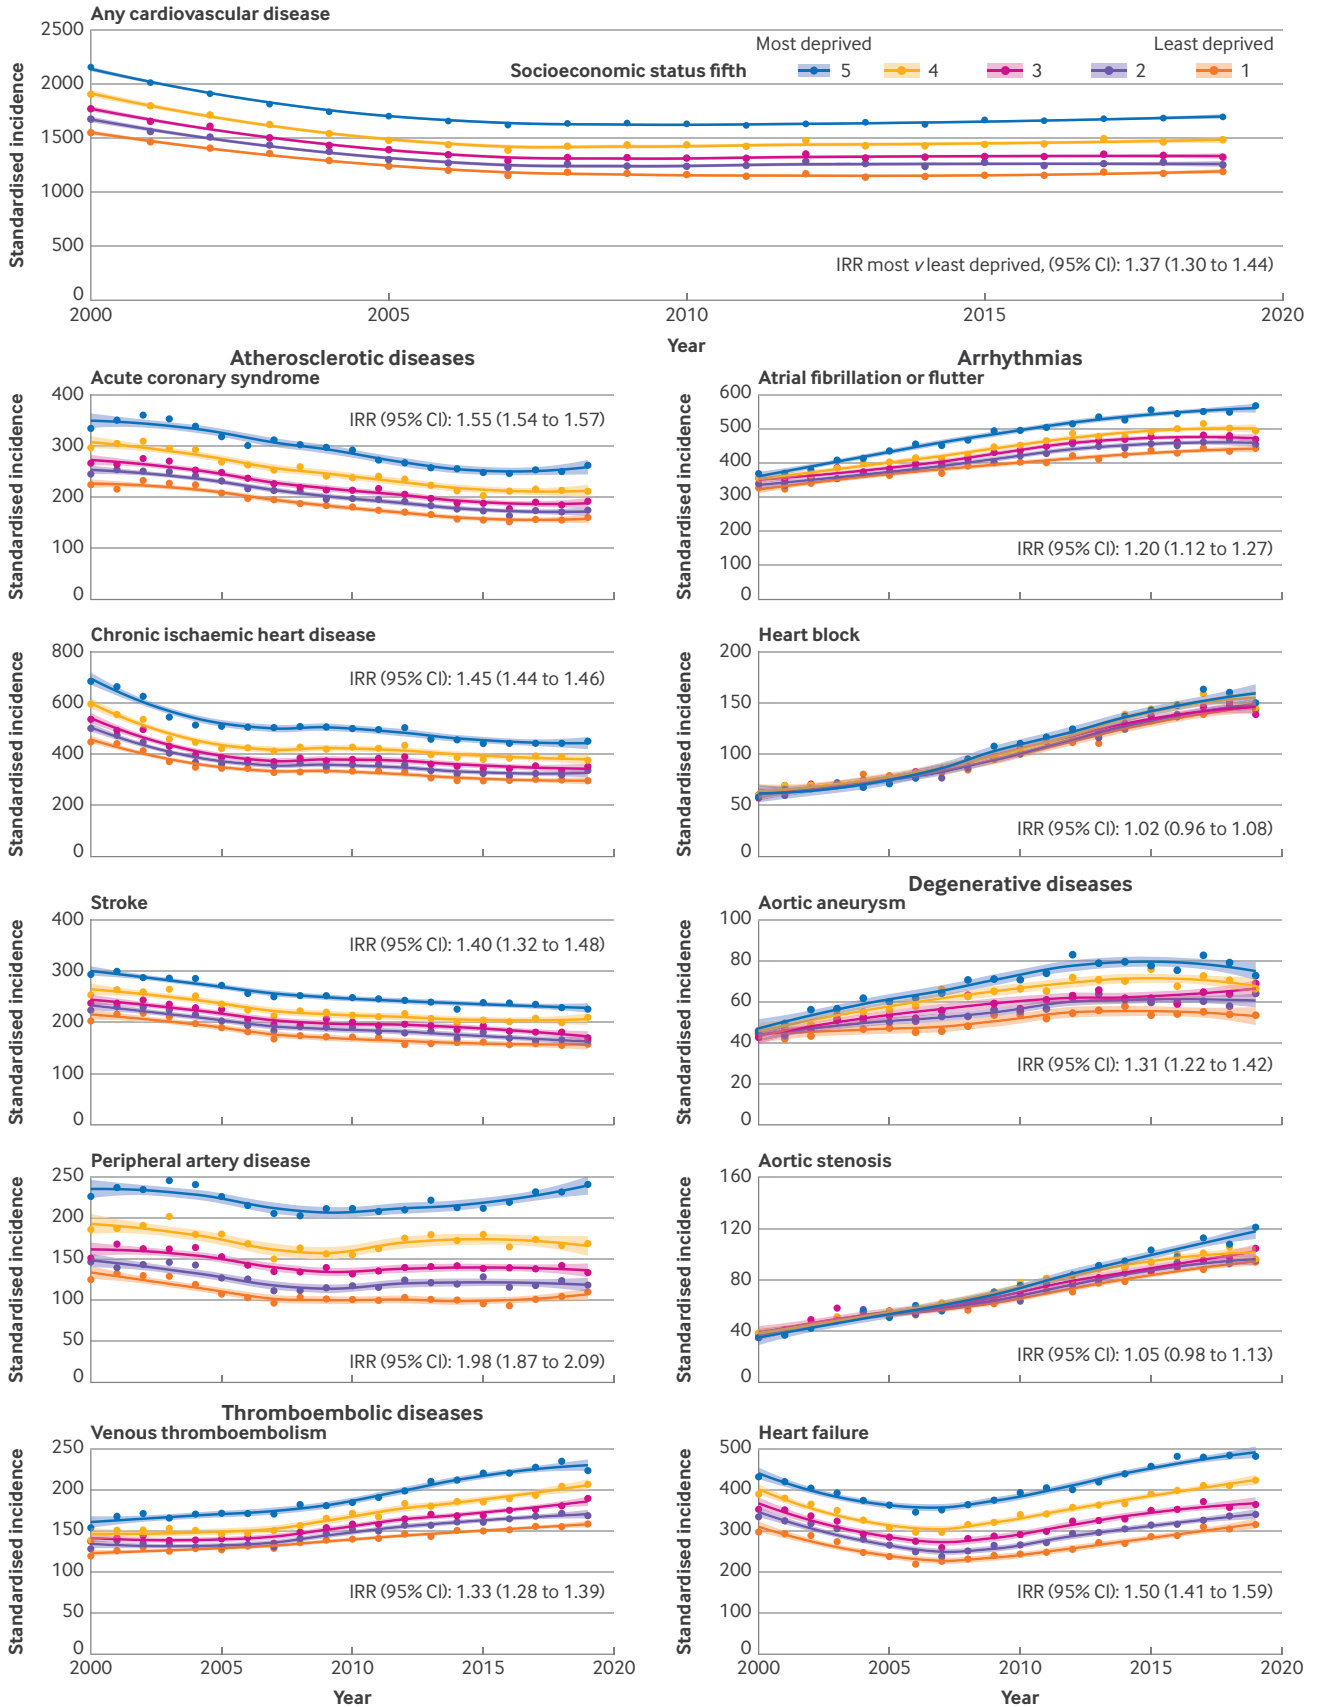 Any cardiovascular disease
Standardised incidence
2500
2000
1500
1000
500
0
Most deprived Least deprived
Socioeconomic status fifth 5 4 3 2 1
IRR most v least deprived, (95% CI): 1.37 (1.30 to 1.44)
2000 2005 2010 2015 2020
Year
Atherosclerotic diseases
Acute coronary syndrome
Standardised incidence
400
300
200
100
0
IRR (95% CI): 1.55 (1.54 to 1.57)
Chronic ischaemic heart disease
Standardised incidence
800
600
400
200
0
IRR (95% CI): 1.45 (1.44 to 1.46)
Stroke
Standardised incidence
400
300
200
100
0
IRR (95% CI): 1.40 (1.32 to 1.48)
Peripheral artery disease
Standardised incidence
250
200
150
100
50
0
IRR (95% CI): 1.98 (1.87 to 2.09)
Thromboembolic diseases
Venous thromboembolism
Standardised incidence
250
200
150
100
50
0
IRR (95% CI): 1.33 (1.28 to 1.39)
2000 2005 2010 2015 2020
Year
Arrhythmias
Atrial fibrillation or flutter
Standardised incidence
600
500
400
300
200
100
0
IRR (95% CI): 1.20 (1.12 to 1.27)
Heart block
Standardised incidence
200
150
100
50
0
IRR (95% CI): 1.02 (0.96 to 1.08)
Degenerative diseases
Aortic aneurysm
Standardised incidence
100
80
60
40
20
0
IRR (95% CI): 1.31 (1.22 to 1.42)
Aortic stenosis
Standardised incidence
160
120
80
40
0
IRR (95% CI): 1.05 (0.98 to 1.13)
Heart failure
Standardised incidence
500
400
300
200
100
0
IRR (95% CI): 1.50 (1.41 to 1.59)
2000 2005 2010 2015 2020
Year